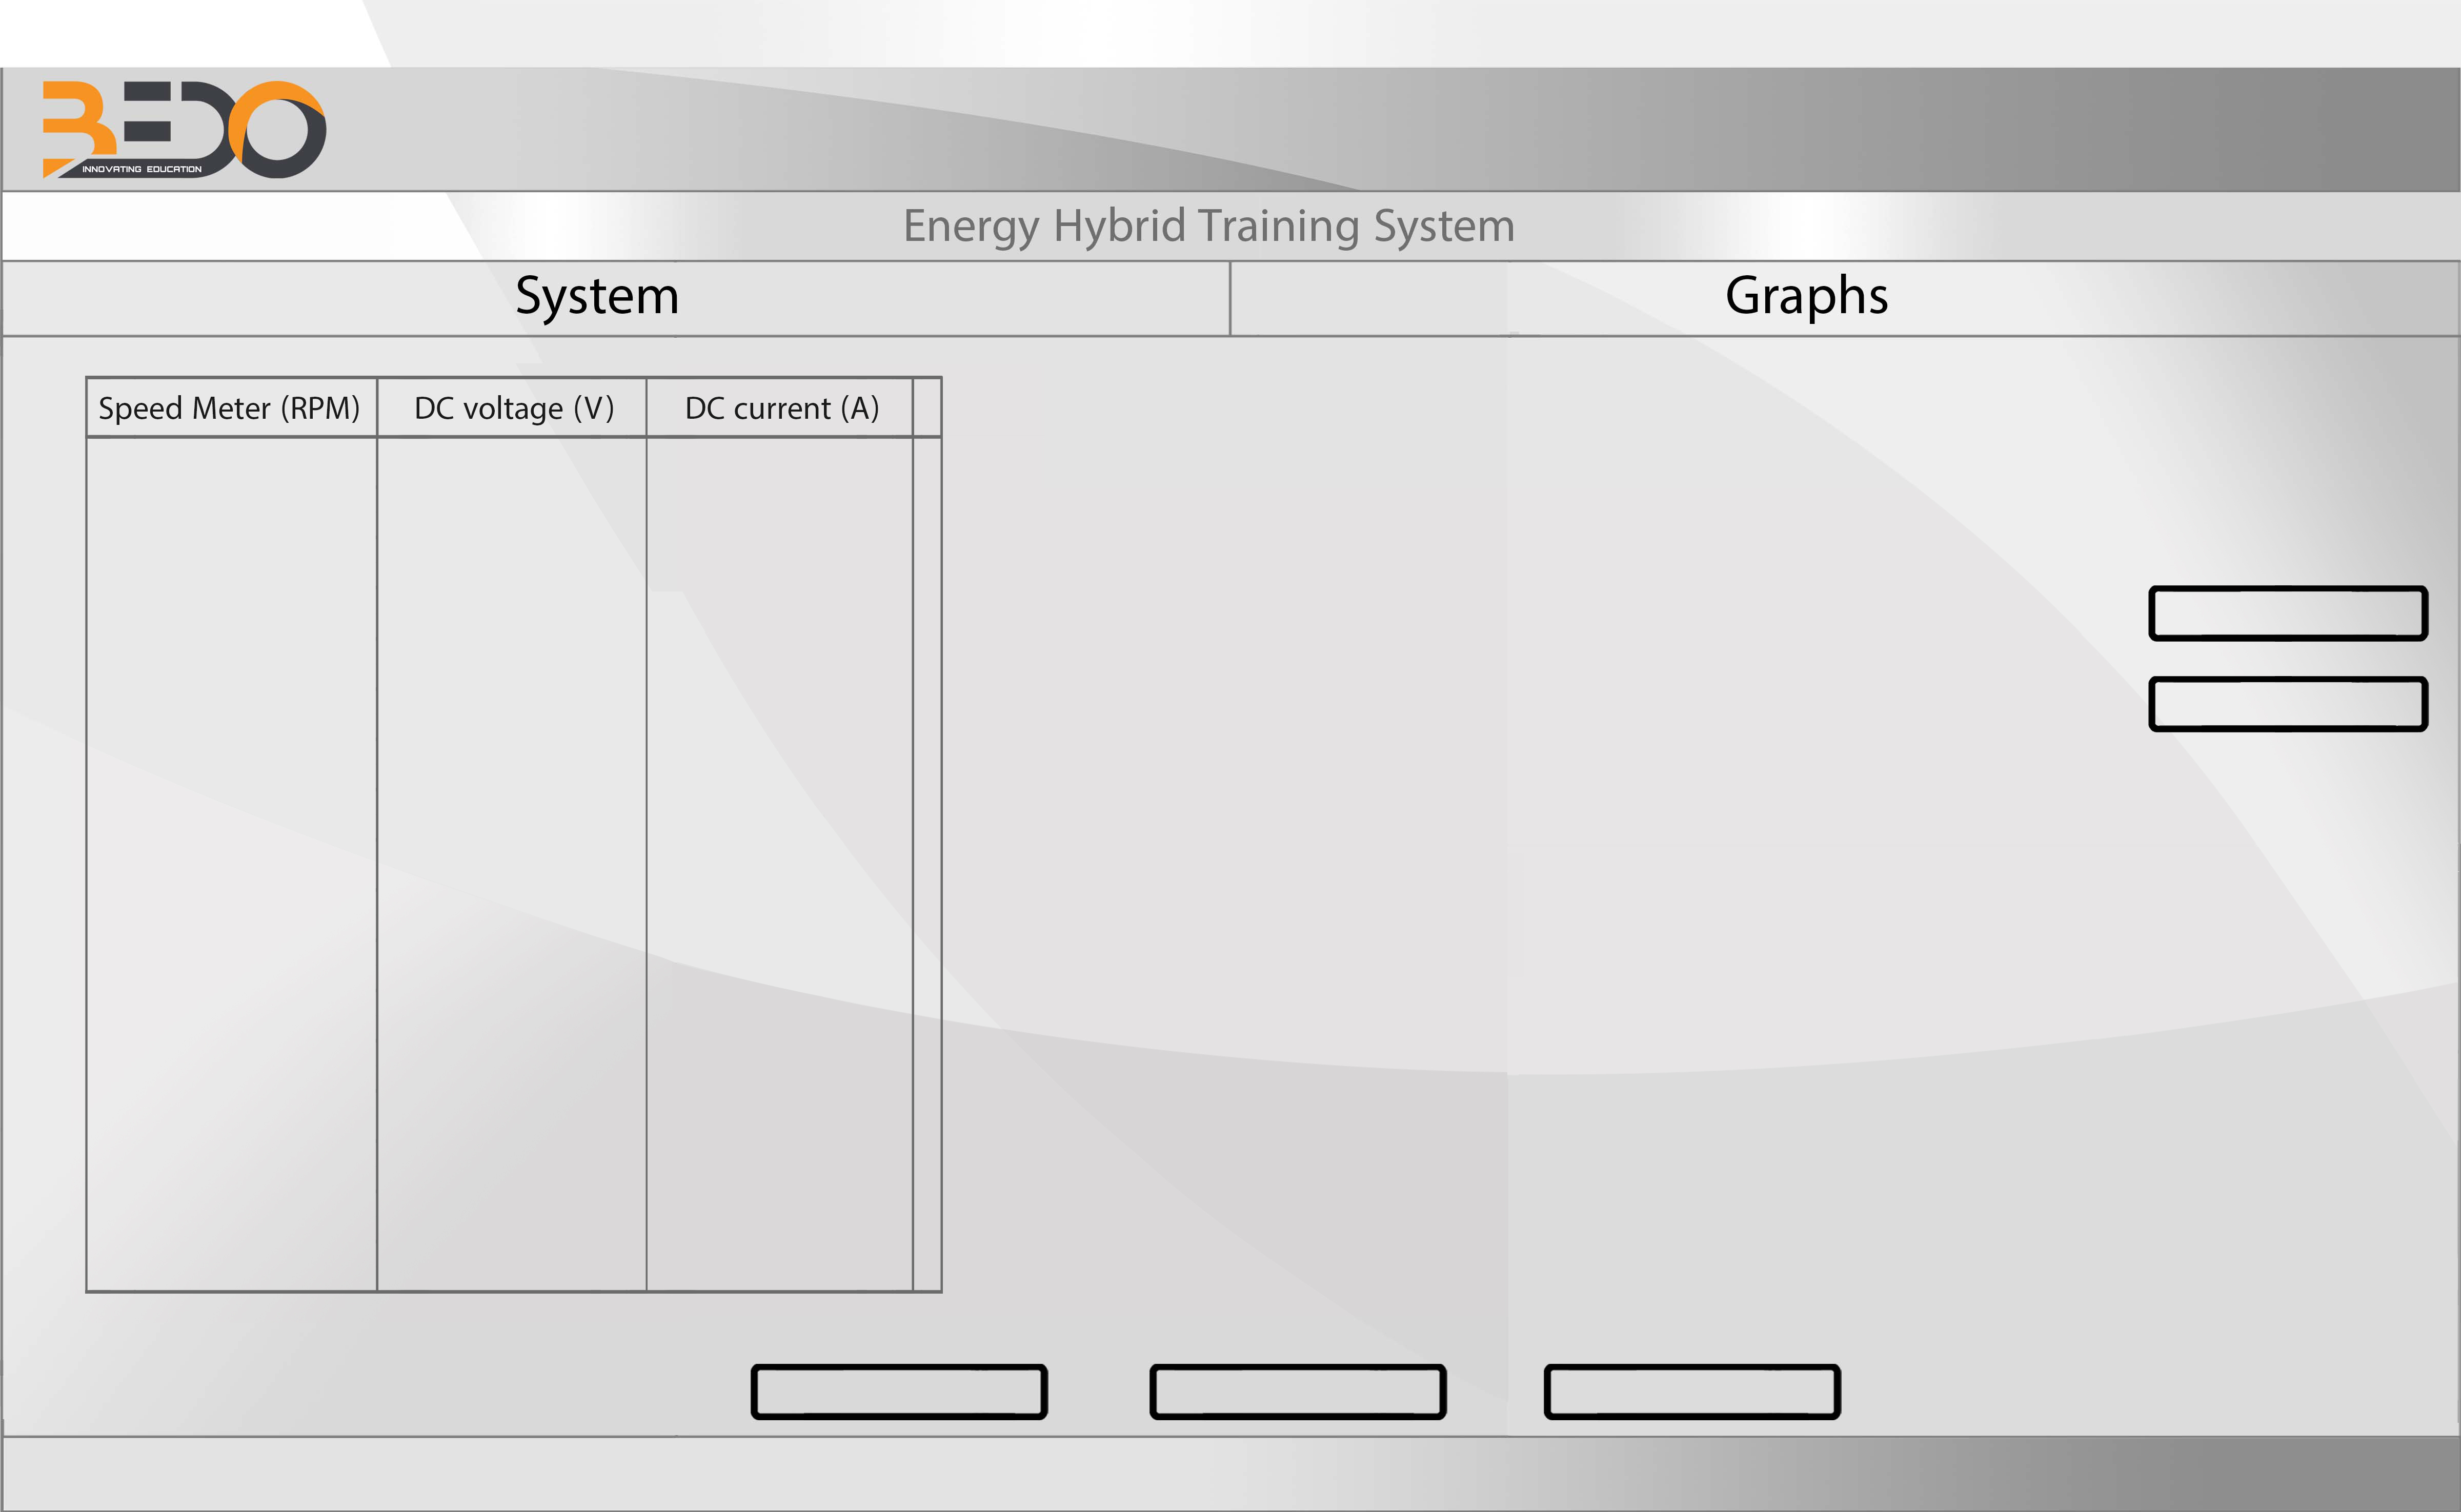 BEDO
INNOVATING EDUCATION
Energy Hybrid Training System
System
Graphs
Speed Meter (RPM)
DC voltage (V)
DC current (A)